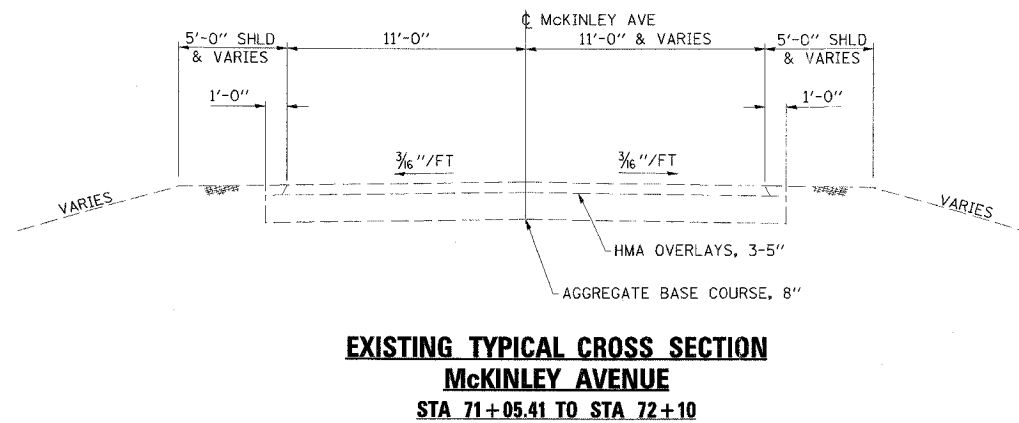 ℄ McKINLEY AVE
5'-0" SHLD
& VARIES
11'-0"
11'-0" & VARIES
5'-0" SHLD
& VARIES
1'-0"
1'-0"
3/16"/FT
3/16"/FT
VARIES
VARIES
HMA OVERLAYS, 3-5"
AGGREGATE BASE COURSE, 8"
EXISTING TYPICAL CROSS SECTION
McKINLEY AVENUE
STA 71+05.41 TO STA 72+10